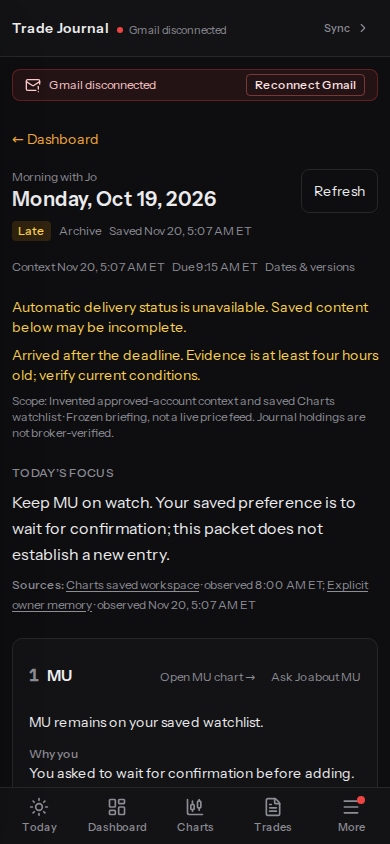 Trade Journal Gmail disconnected Sync
Gmail disconnected Reconnect Gmail
← Dashboard
Morning with Jo
Monday, Oct 19, 2026
Refresh
Late Archive Saved Nov 20, 5:07 AM ET
Context Nov 20, 5:07 AM ET Due 9:15 AM ET Dates & versions
Automatic delivery status is unavailable. Saved content
below may be incomplete.
Arrived after the deadline. Evidence is at least four hours
old; verify current conditions.
Scope: Invented approved-account context and saved Charts
watchlist · Frozen briefing, not a live price feed. Journal holdings are
not broker-verified.
TODAY'S FOCUS
Keep MU on watch. Your saved preference is to
wait for confirmation; this packet does not
establish a new entry.
Sources: Charts saved workspace · observed 8:00 AM ET; Explicit
owner memory · observed Nov 20, 5:07 AM ET
1 MU Open MU chart → Ask Jo about MU
MU remains on your saved watchlist.
Why you
You asked to wait for confirmation before adding.
Today Dashboard Charts Trades More